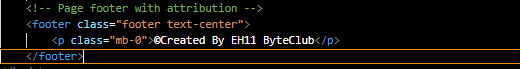 <!-- Page footer with attribution -->
<footer class="footer text-center">
<p class="mb-0">©Created By EH11 ByteClub</p>
</footer>